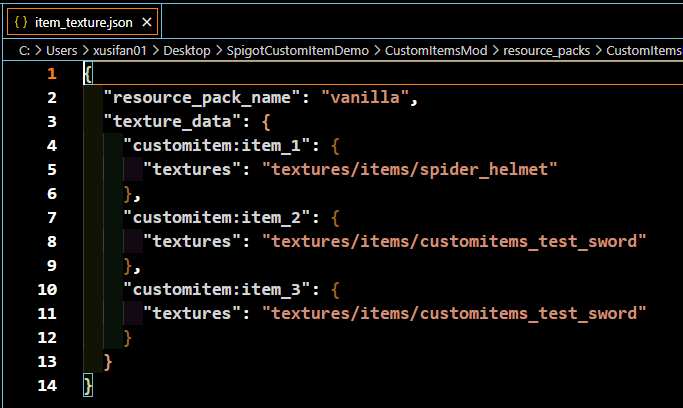 { } item_texture.json ×
C: > Users > xusifan01 > Desktop > SpigotCustomItemDemo > CustomItemsMod > resource_packs > CustomItems
1 {
2 "resource_pack_name": "vanilla",
3 "texture_data": {
4 "customitem:item_1": {
5 "textures": "textures/items/spider_helmet"
6 },
7 "customitem:item_2": {
8 "textures": "textures/items/customitems_test_sword"
9 },
10 "customitem:item_3": {
11 "textures": "textures/items/customitems_test_sword"
12 }
13 }
14 }